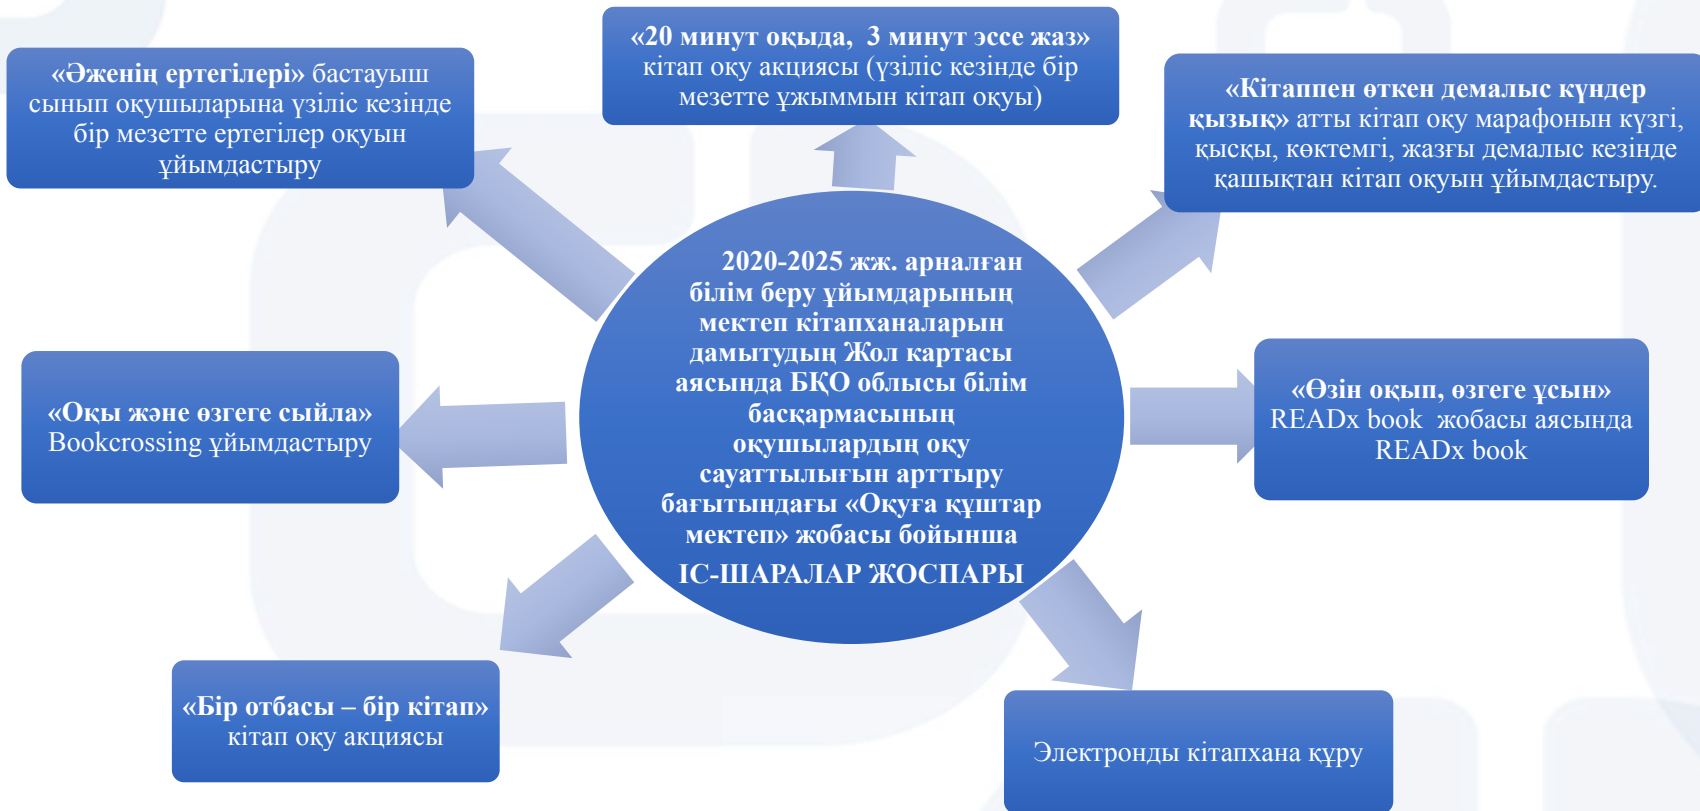 «20 минут оқыда,  3 минут эссе жаз»
кітап оқу акциясы (үзіліс кезінде бір
мезетте ұжыммын кітап оқуы)
«Әженің ертегілері» бастауыш
сынып оқушыларына үзіліс кезінде
бір мезетте ертегілер оқуын
ұйымдастыру
«Кітаппен өткен демалыс күндер
қызық» атты кітап оқу марафонын күзгі,
қысқы, көктемгі, жазғы демалыс кезінде
қашықтан кітап оқуын ұйымдастыру.
2020-2025 жж. арналған
білім беру ұйымдарының
мектеп кітапханаларын
дамытудың Жол картасы
аясында БҚО облысы білім
басқармасының
оқушылардың оқу
сауаттылығын арттыру
бағытындағы «Оқуға құштар
мектеп» жобасы бойынша
ІС-ШАРАЛАР ЖОСПАРЫ
«Оқы және өзгеге сыйла»
Bookcrossing ұйымдастыру
«Өзін оқып, өзгеге ұсын»
READx book  жобасы аясында
READx book
«Бір отбасы – бір кітап»
кітап оқу акциясы
Электронды кітапхана құру